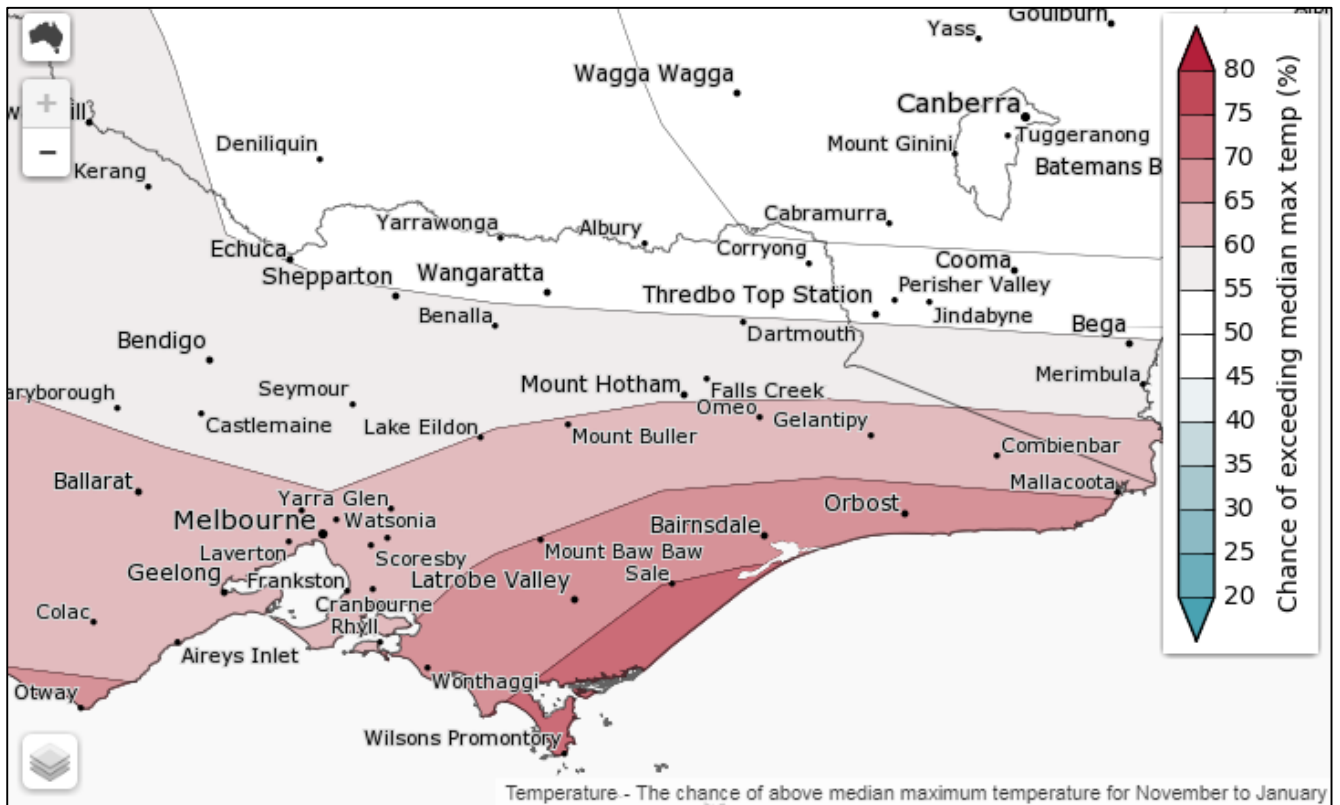 Goulburn
Yass
Wagga Wagga
Canberra
Tuggeranong
Mount Ginini
Batemans B
Deniliquin
Kerang
Cabramurra
Yarrawonga
Albury
Corryong
Echuca
Cooma
Shepparton
Wangaratta
Perisher Valley
Thredbo Top Station
Jindabyne
Benalla
Dartmouth
Bega
Bendigo
Merimbula
Mount Hotham
Falls Creek
Seymour
aryborough
Castlemaine
Lake Eildon
Omeo
Gelantipy
Mount Buller
Combienbar
Ballarat
Mallacoota
Yarra Glen
Orbost
Melbourne
Watsonia
Bairnsdale
Laverton
Scoresby
Mount Baw Baw
Geelong
Frankston
Latrobe Valley
Sale
Colac
Cranbourne
Rhyll
Aireys Inlet
Otway
Wonthaggi
Wilsons Promontory
+
−
80
75
70
65
60
55
50
45
40
35
30
25
20
Chance of exceeding median max temp (%)
Temperature - The chance of above median maximum temperature for November to January